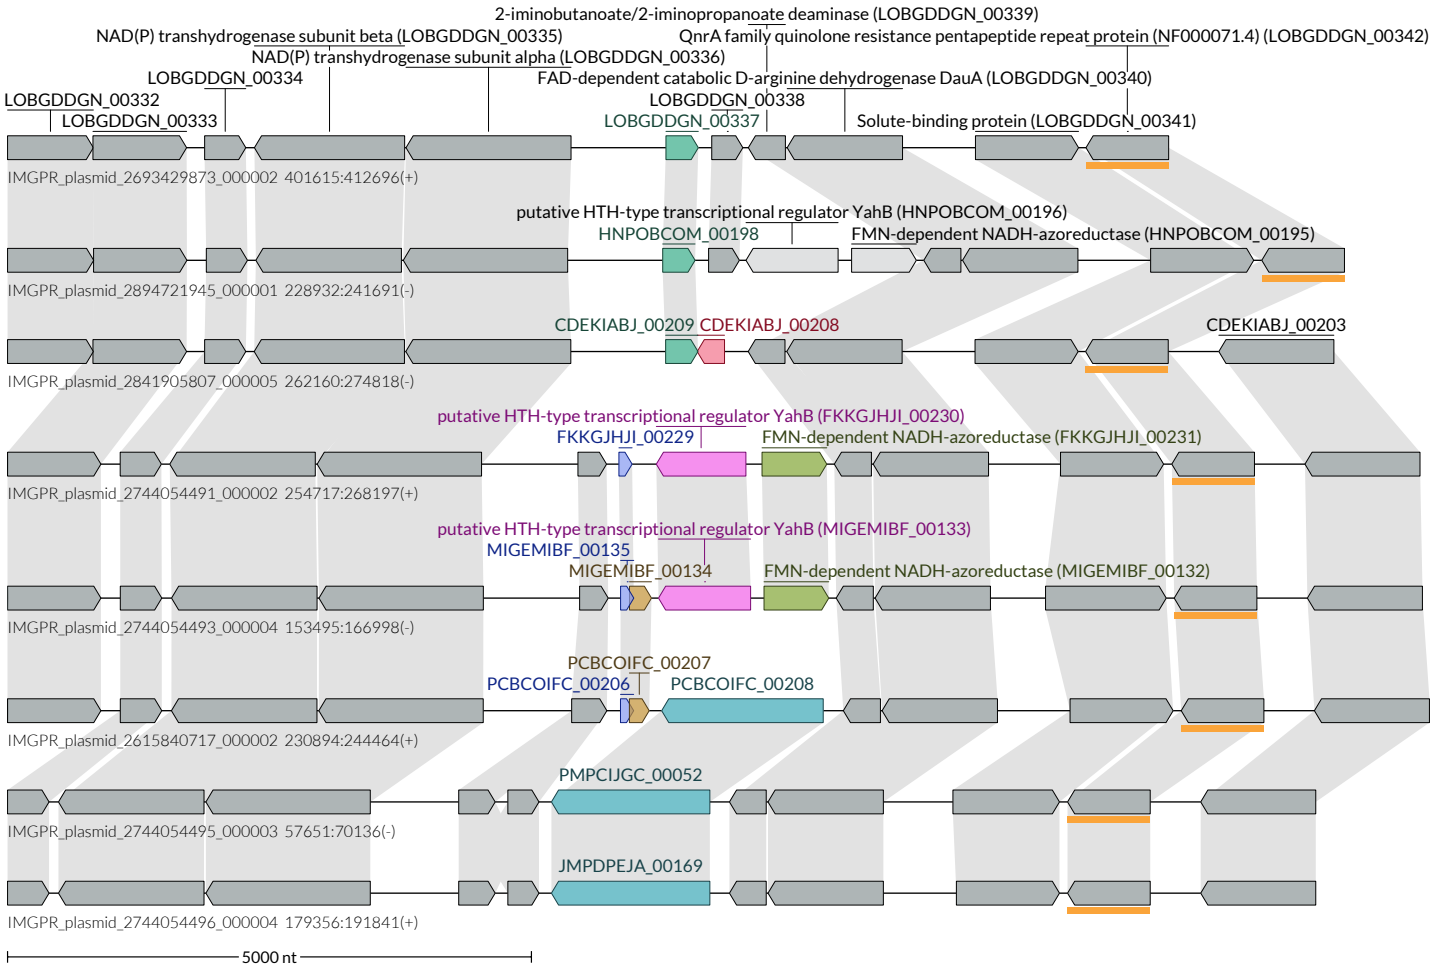 2-iminobutanoate/2-iminopropanoate deaminase (LOBGDDGN_00339)
NAD(P) transhydrogenase subunit beta (LOBGDDGN_00335)
QnrA family quinolone resistance pentapeptide repeat protein (NF000071.4) (LOBGDDGN_00342)
NAD(P) transhydrogenase subunit alpha (LOBGDDGN_00336)
LOBGDDGN_00334
FAD-dependent catabolic D-arginine dehydrogenase DauA (LOBGDDGN_00340)
LOBGDDGN_00332
LOBGDDGN_00338
LOBGDDGN_00333
LOBGDDGN_00337
Solute-binding protein (LOBGDDGN_00341)
IMGPR_plasmid_2693429873_000002 401615:412696(+)
putative HTH-type transcriptional regulator YahB (HNPOBCOM_00196)
HNPOBCOM_00198
FMN-dependent NADH-azoreductase (HNPOBCOM_00195)
IMGPR_plasmid_2894721945_000001 228932:241691(-)
CDEKIABJ_00209
CDEKIABJ_00208
CDEKIABJ_00203
IMGPR_plasmid_2841905807_000005 262160:274818(-)
putative HTH-type transcriptional regulator YahB (FKKGJHJI_00230)
FKKGJHJI_00229
FMN-dependent NADH-azoreductase (FKKGJHJI_00231)
IMGPR_plasmid_2744054491_000002 254717:268197(+)
putative HTH-type transcriptional regulator YahB (MIGEMIBF_00133)
MIGEMIBF_00135
MIGEMIBF_00134
FMN-dependent NADH-azoreductase (MIGEMIBF_00132)
IMGPR_plasmid_2744054493_000004 153495:166998(-)
PCBCOIFC_00207
PCBCOIFC_00206
PCBCOIFC_00208
IMGPR_plasmid_2615840717_000002 230894:244464(+)
PMPCIJGC_00052
IMGPR_plasmid_2744054495_000003 57651:70136(-)
JMPDPEJA_00169
IMGPR_plasmid_2744054496_000004 179356:191841(+)
5000 nt